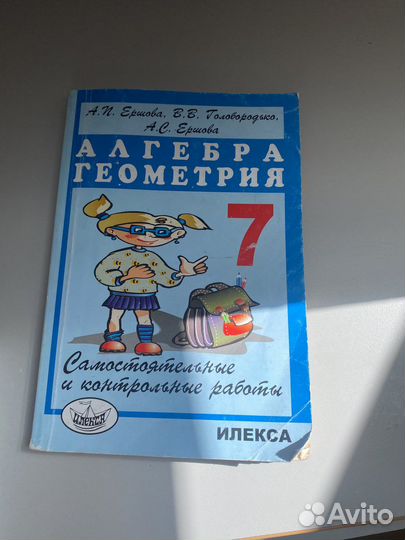 А.П. Ершова, В.В. Голобородько,
А.С. Ершова
АЛГЕБРА
ГЕОМЕТРИЯ
7
Самостоятельные
и контрольные работы
ИЛЕКСА
ИЛЕКСА
Avito